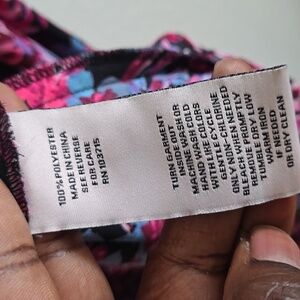 100% POLYESTER
MADE IN CHINA
SEE REVERSE
FOR CARE
RN 103715
TURN GARMENT
INSIDE OUT
MACHINE WASH OR
HAND WASH COLD
WITH LIKE COLORS
GENTLE CYCLE
ONLY NON-CHLORINE
BLEACH WHEN NEEDED
REMOVE PROMPTLY
TUMBLE DRY LOW
WARM IRON
IF NEEDED
OR DRY CLEAN